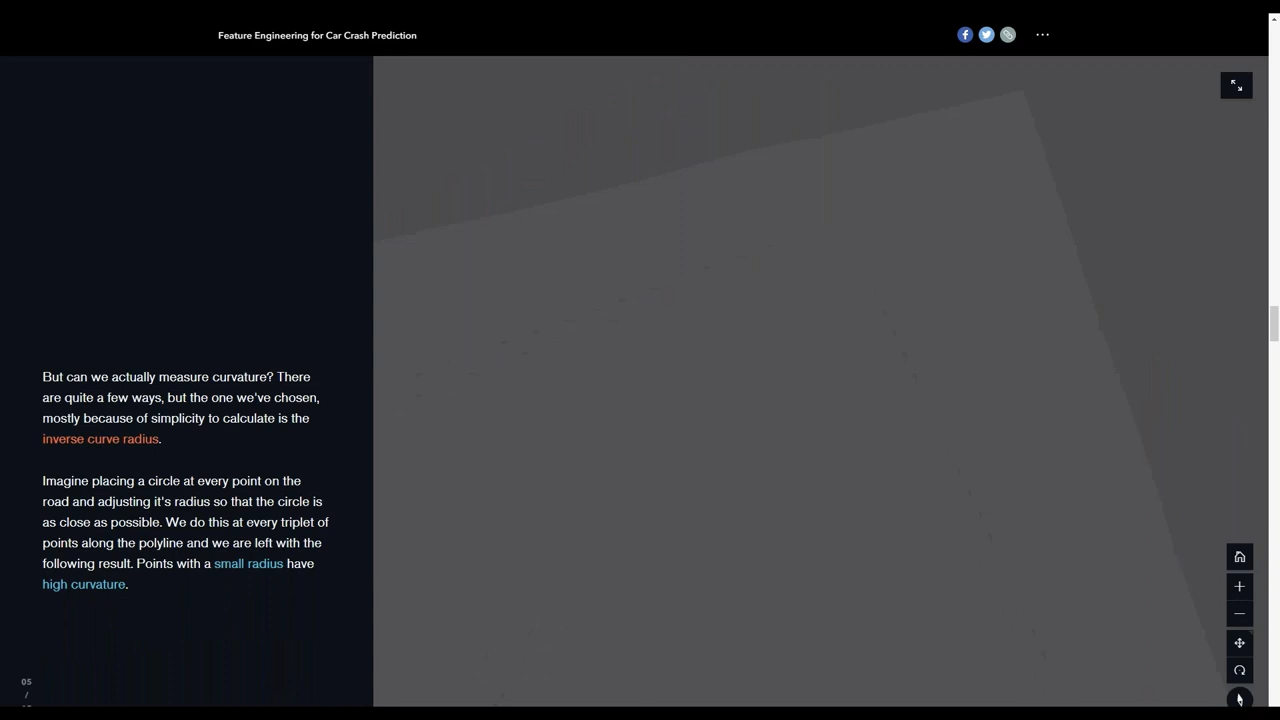 Feature Engineering for Car Crash Prediction
But can we actually measure curvature? There
are quite a few ways, but the one we've chosen,
mostly because of simplicity to calculate is the
inverse curve radius.
Imagine placing a circle at every point on the
road and adjusting it's radius so that the circle is
as close as possible. We do this at every triplet of
points along the polyline and we are left with the
following result. Points with a small radius have
high curvature.
05
/